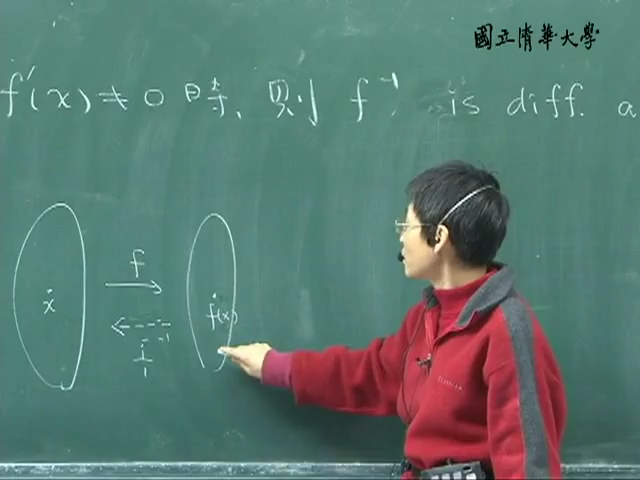 國立清華大學
f'(x) ≠ 0 時、則 f⁻¹ is diff. a
f
x
f(x)
f⁻¹